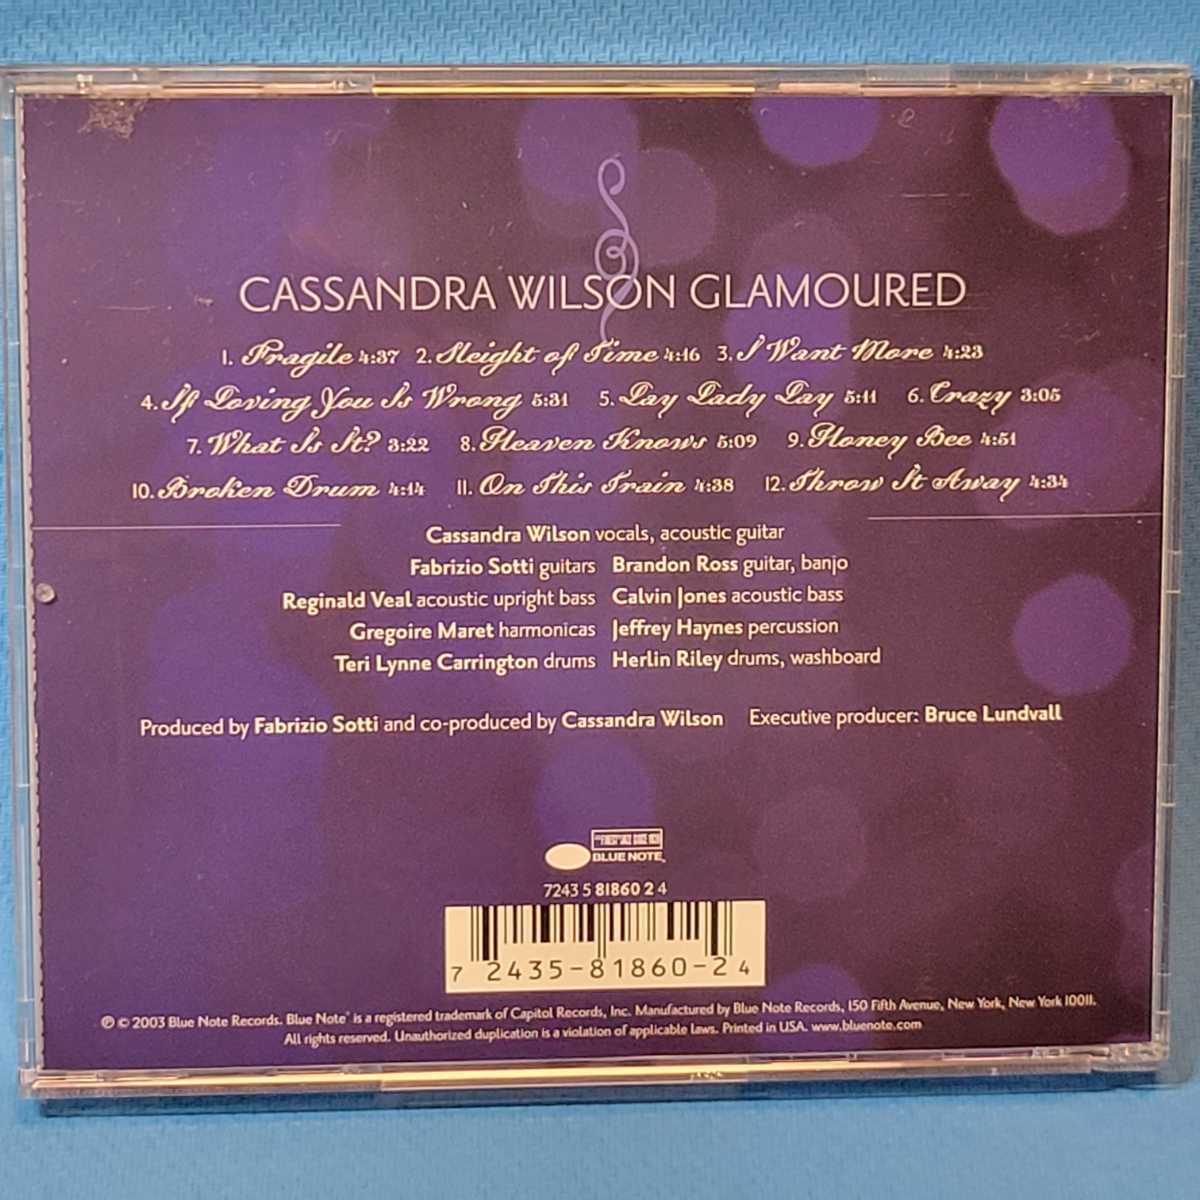 CASSANDRA WILSON GLAMOURED
1. Fragile 4:37 2. Sleight of Time 4:16 3. I Want More 4:23
4. If Loving You Is Wrong 5:31 5. Lay Lady Lay 5:11 6. Crazy 3:05
7. What Is It? 3:22 8. Heaven Knows 5:09 9. Honey Bee 4:51
10. Broken Drum 4:14 11. On This Train 4:38 12. Throw It Away 4:34
Cassandra Wilson vocals, acoustic guitar
Fabrizio Sotti guitars Brandon Ross guitar, banjo
Reginald Veal acoustic upright bass Calvin Jones acoustic bass
Gregoire Maret harmonicas Jeffrey Haynes percussion
Teri Lynne Carrington drums Herlin Riley drums, washboard
Produced by Fabrizio Sotti and co-produced by Cassandra Wilson Executive producer: Bruce Lundvall
BLUE NOTE
7243 5 81860 2 4
7 2435-81860-2 4
℗ © 2003 Blue Note Records. Blue Note® is a registered trademark of Capitol Records, Inc. Manufactured by Blue Note Records, 150 Fifth Avenue, New York, New York 10011.
All rights reserved. Unauthorized duplication is a violation of applicable laws. Printed in USA. www.bluenote.com